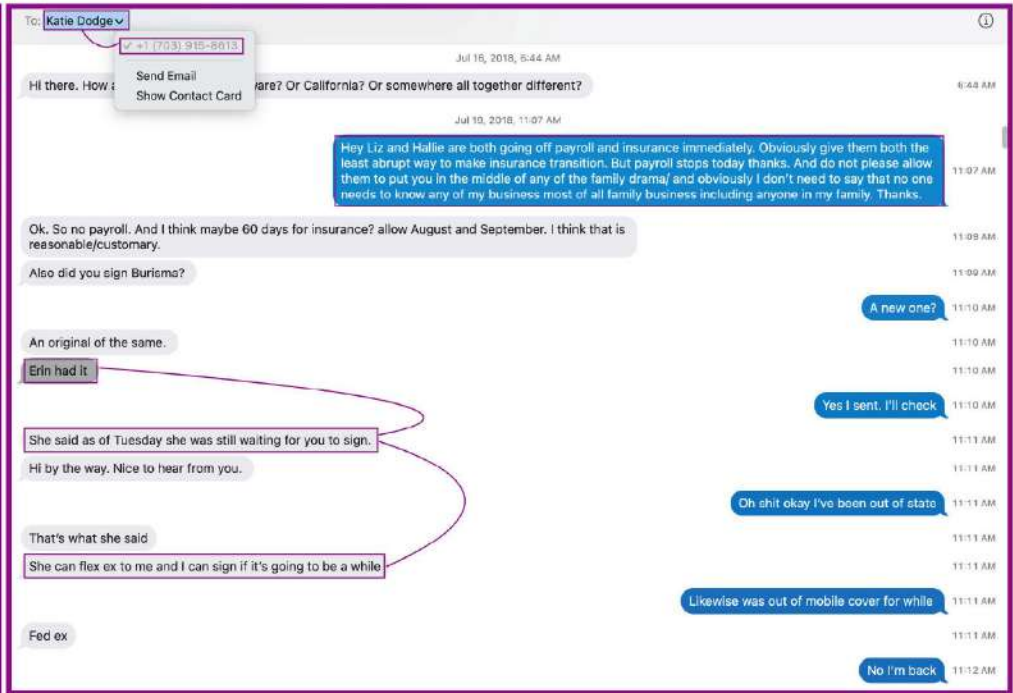 To: Katie Dodge
✓ +1 (703) 915-8613
Send Email
Show Contact Card
Jul 16, 2018, 6:44 AM
Hi there. How a
ware? Or California? Or somewhere all together different?
6:44 AM
Jul 19, 2018, 11:07 AM
Hey Liz and Hallie are both going off payroll and insurance immediately. Obviously give them both the
least abrupt way to make insurance transition. But payroll stops today thanks. And do not please allow
them to put you in the middle of any of the family drama/ and obviously I don't need to say that no one
needs to know any of my business most of all family business including anyone in my family. Thanks.
11:07 AM
Ok. So no payroll. And I think maybe 60 days for insurance? allow August and September. I think that is
reasonable/customary.
11:09 AM
Also did you sign Burisma?
11:09 AM
A new one?
11:10 AM
An original of the same.
11:10 AM
Erin had it
11:10 AM
Yes I sent. I'll check
11:10 AM
She said as of Tuesday she was still waiting for you to sign.
11:11 AM
Hi by the way. Nice to hear from you.
11:11 AM
Oh shit okay I've been out of state
11:11 AM
That's what she said
11:11 AM
She can flex ex to me and I can sign if it's going to be a while
11:11 AM
Likewise was out of mobile cover for while
11:11 AM
Fed ex
11:11 AM
No I'm back
11:12 AM